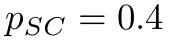 p_{SC} = 0.4